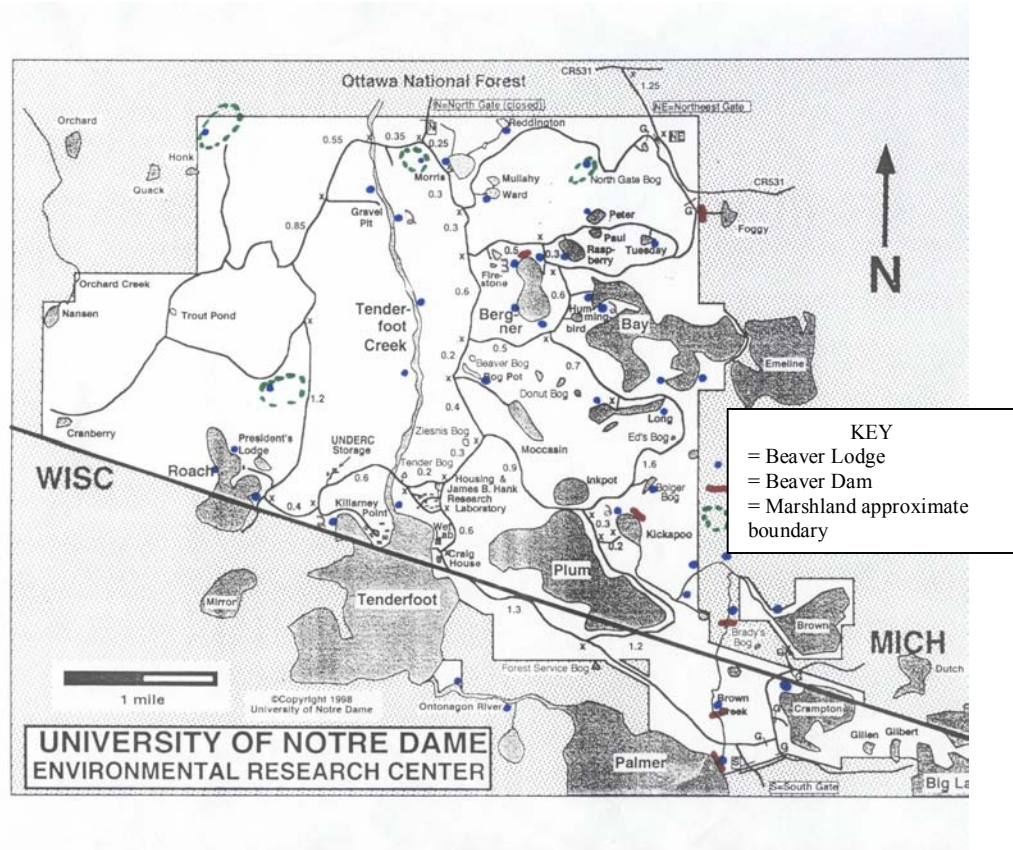 CR531
1.25
Ottawa National Forest
N=North Gate (closed)
NE=Northeast Gate
Orchard
Reddington
N
G
NE
0.55
0.35
0.25
Honk
Quack
Morris
0.3
Mullahy
Ward
North Gate Bog
CR531
Gravel
Pit
0.3
Peter
G
Foggy
0.85
Paul
Rasp-
berry
Tuesday
0.5
0.3
Fire-
stone
N
Orchard Creek
Nansen
Trout Pond
Tender-
foot
Creek
0.6
Berg-
ner
0.6
Hum
ming-
bird
Bay
Emeline
0.2
0.5
Beaver Bog
Bog Pot
0.7
Donut Bog
1.2
0.4
Long
Cranberry
President's
Lodge
UNDERC
Storage
Ziesnis Bog
0.3
Moccasin
Ed's Bog
WISC
Roach
0.6
Tender Bog
0.2
Housing &
James B. Hank
Research
Laboratory
0.9
1.6
Inkpot
Bolger
Bog
0.4
Killarney
Point
0.3
0.2
Kickapoo
Wet
Lab
0.6
Craig
House
Plum
KEY
= Beaver Lodge
= Beaver Dam
= Marshland approximate
boundary
Mirror
Tenderfoot
1.3
1.2
Brady's
Bog
Brown
G
MICH
Dutch
Forest Service Bog
1 mile
©Copyright 1998
University of Notre Dame
Ontonagon River
Brown
Creek
G
Crampton
G
G
Gillen
Gilbert
UNIVERSITY OF NOTRE DAME
ENVIRONMENTAL RESEARCH CENTER
Palmer
S
S=South Gate
Big La